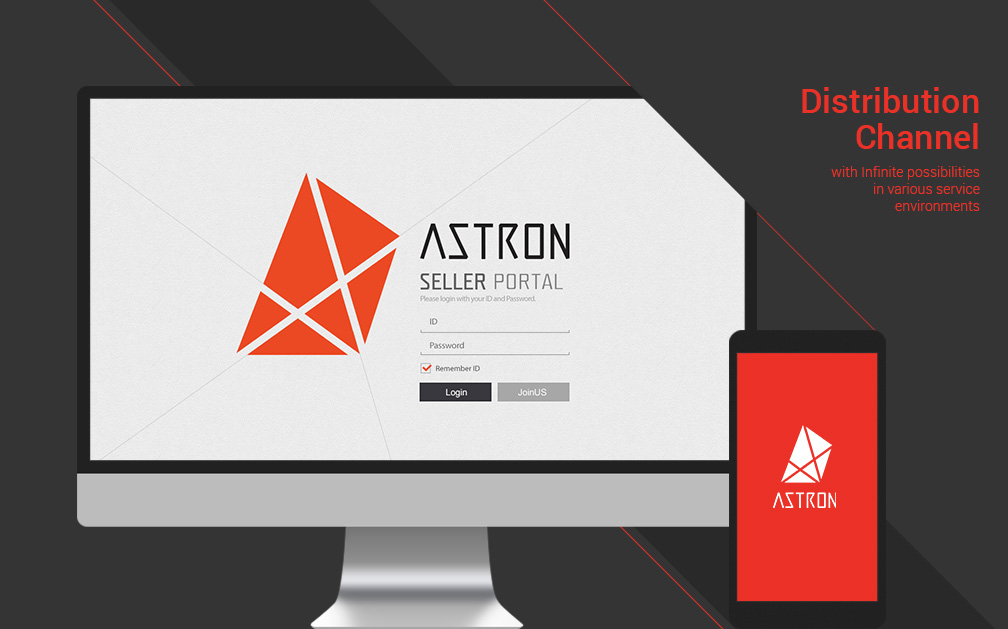 Distribution
Channel
with Infinite possibilities
in various service
environments
ASTRON
SELLER PORTAL
Please login with your ID and Password.
ID
Password
Remember ID
Login
JoinUS
ASTRON